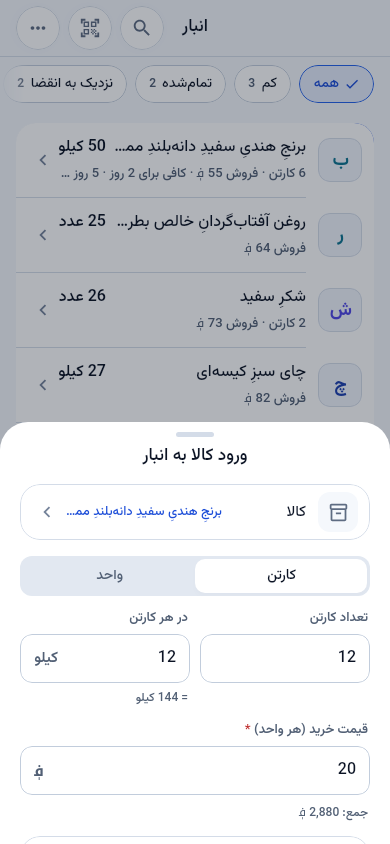 انبار
همه
کم 3
تمام‌شده 2
نزدیک به انقضا 2
ب
برنجِ هندیِ سفیدِ دانه‌بلندِ ممـ...
50 کیلو
6 کارتن · فروش 55 ؋ · کافی برای 2 روز · 5 روز ...
ر
روغن آفتاب‌گردانِ خالص بطر...
25 عدد
فروش 64 ؋
ش
شکرِ سفید
26 عدد
2 کارتن · فروش 73 ؋
چ
چای سبزِ کیسه‌ای
27 کیلو
فروش 82 ؋
ورود کالا به انبار
کالا
برنجِ هندیِ سفیدِ دانه‌بلندِ ممـ...
کارتن
واحد
تعداد کارتن
در هر کارتن
12
12 کیلو
= 144 کیلو
قیمت خرید (هر واحد) *
20 ؋
جمع: 2,880 ؋